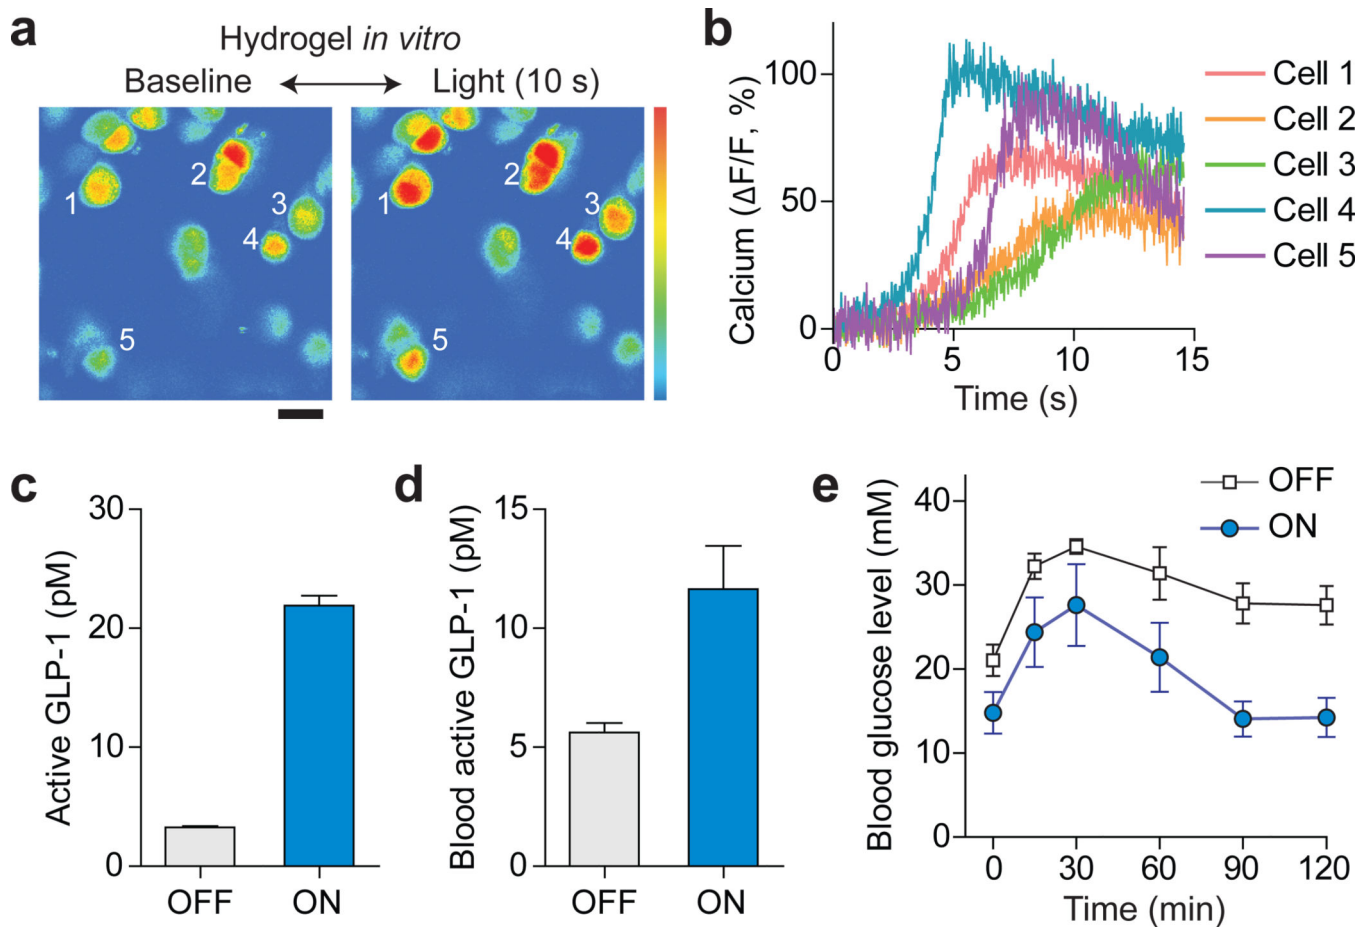 a
Hydrogel in vitro
Baseline
Light (10 s)
1
2
3
4
5
1
2
3
4
5
b
Calcium (ΔF/F, %)
100
50
0
0
5
10
15
Time (s)
Cell 1
Cell 2
Cell 3
Cell 4
Cell 5
c
Active GLP-1 (pM)
30
20
10
0
OFF
ON
d
Blood active GLP-1 (pM)
15
10
5
0
OFF
ON
e
Blood glucose level (mM)
40
30
20
10
0
0
30
60
90
120
Time (min)
OFF
ON